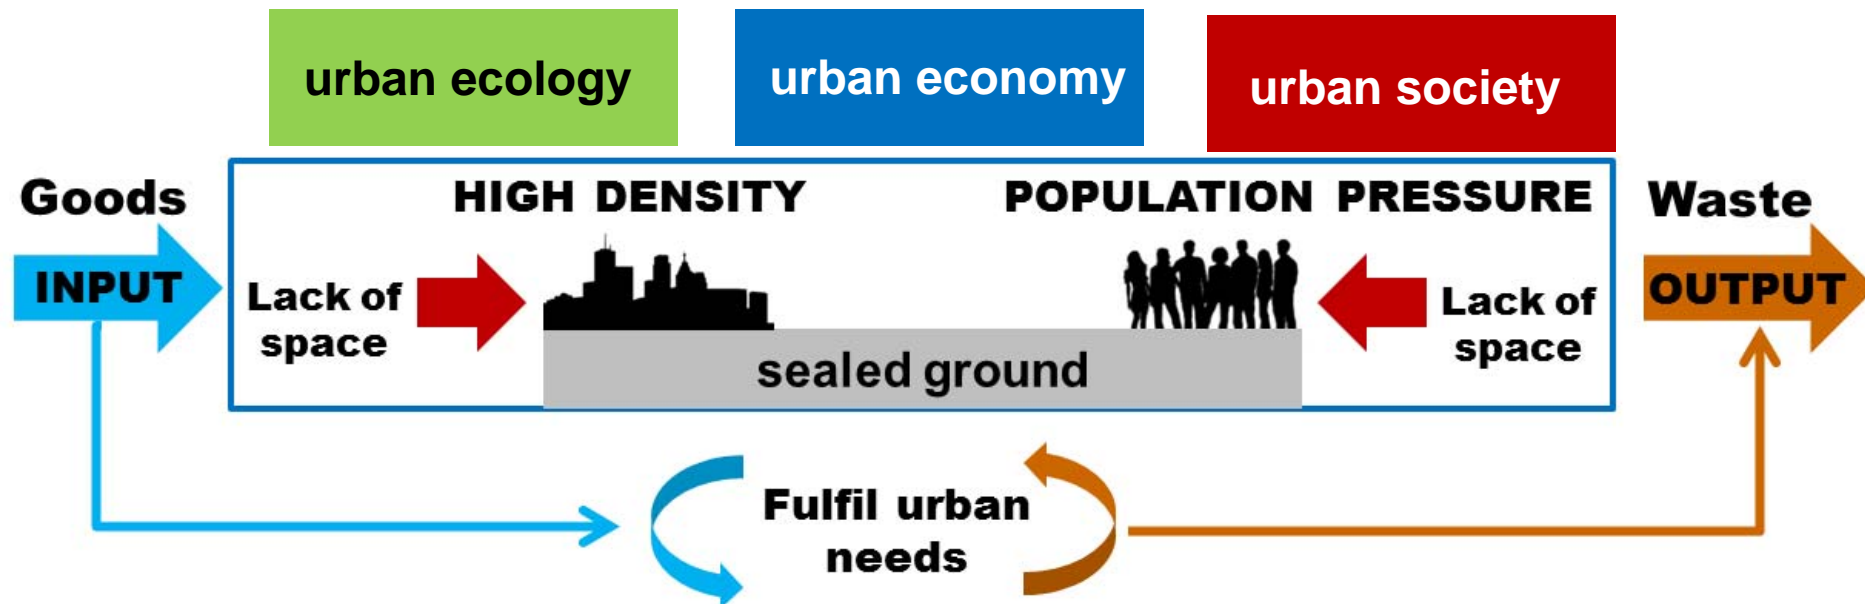 urban ecology
urban economy
urban society
Goods
HIGH DENSITY
POPULATION PRESSURE
Waste
INPUT
Lack of
space
Lack of
space
OUTPUT
sealed ground
Fulfil urban
needs